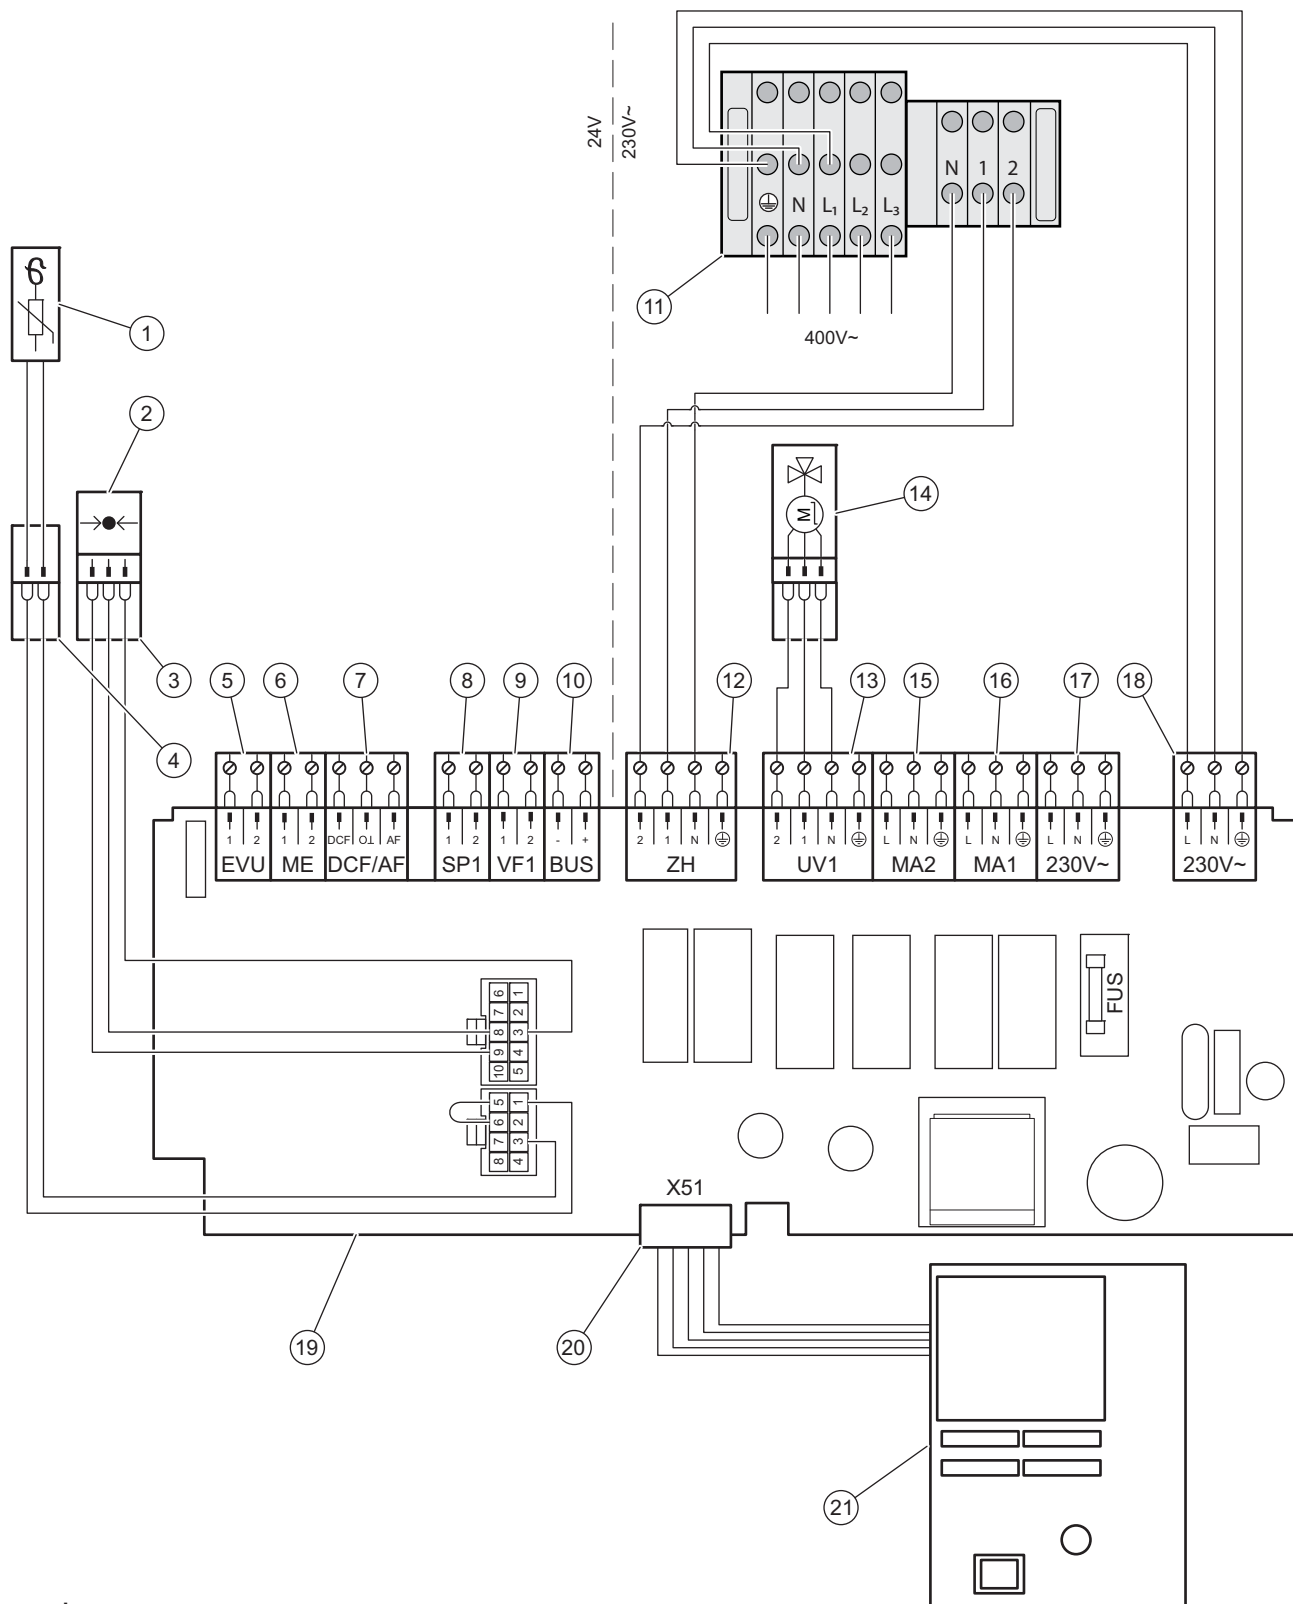 24V
230V~
N 1 2
N L₁ L₂ L₃
11
400V~
1
2
14
M
3
4
5 6 7 8 9 10 12 13 15 16 17 18
1 2 1 2 DCF O⊥ AF 1 2 1 2 - + 2 1 N 2 1 N L N L N L N L N
EVU ME DCF/AF SP1 VF1 BUS ZH UV1 MA2 MA1 230V~ 230V~
6 1
7 2
8 3
9 4
10 5
FUS
5 1
6 2
7 3
8 4
X51
19
20
21